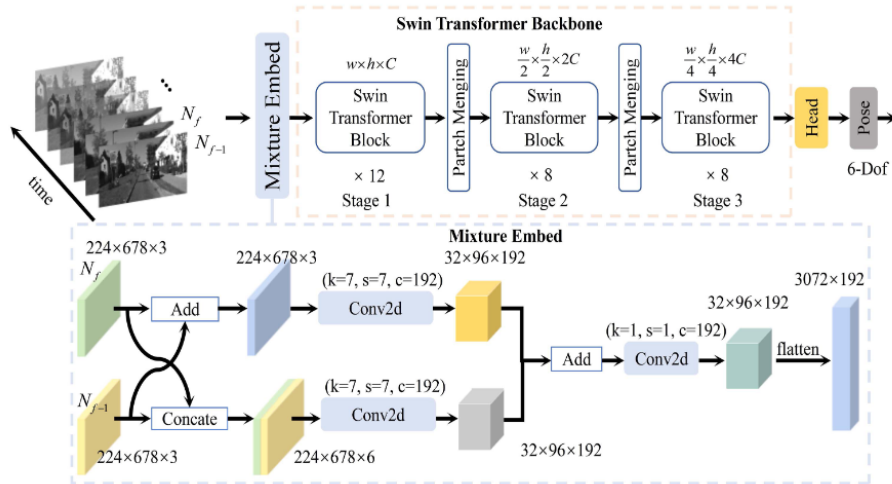 Swin Transformer Backbone
N_f
N_{f-1}
time
Mixture Embed
w×h×C
Swin
Transformer
Block
× 12
Stage 1
Partch Menging
w/2 × h/2 × 2C
Swin
Transformer
Block
× 8
Stage 2
Partch Menging
w/4 × h/4 × 4C
Swin
Transformer
Block
× 8
Stage 3
Head
Pose
6-Dof
Mixture Embed
224×678×3
N_f
Add
224×678×3
(k=7, s=7, c=192)
Conv2d
32×96×192
N_{f-1}
Concate
224×678×3
224×678×6
(k=7, s=7, c=192)
Conv2d
32×96×192
Add
(k=1, s=1, c=192)
Conv2d
32×96×192
flatten
3072×192